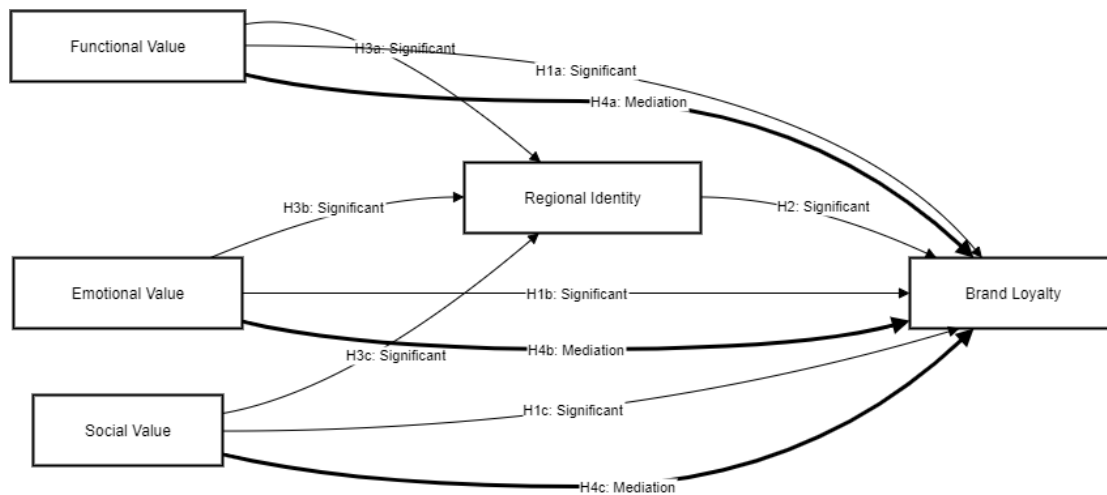 Functional Value
H3a: Significant
H1a: Significant
H4a: Mediation
Regional Identity
H3b: Significant
H2: Significant
Emotional Value
H1b: Significant
Brand Loyalty
H4b: Mediation
H3c: Significant
Social Value
H1c: Significant
H4c: Mediation